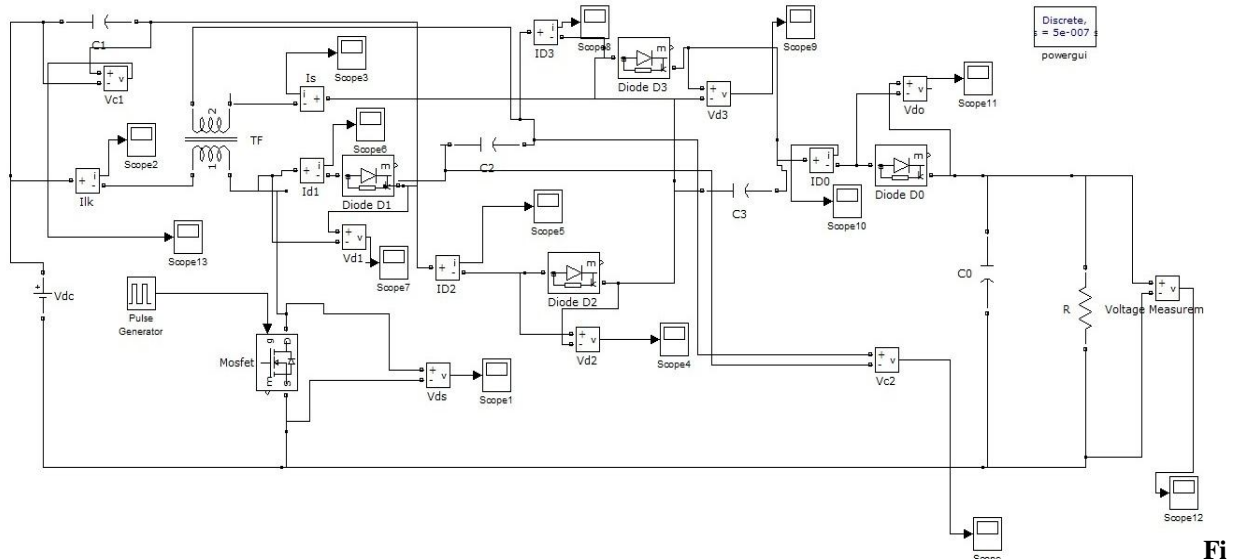 C1
Vc1
Scope2
Ilk
Scope13
Vdc
Pulse
Generator
TF
2
1
Is
Scope3
Id1
Scope6
Diode D1
Vd1
Scope7
Mosfet
g
D
m
S
Vds
Scope1
C2
ID2
Scope5
Diode D2
Vd2
Scope4
ID3
Scope8
Diode D3
Vd3
Scope9
C3
ID0
Scope10
Diode D0
Vdo
Scope11
Discrete,
s = 5e-007
powergui
C0
R
Voltage Measurem
Scope12
Vc2
Scope
Fi